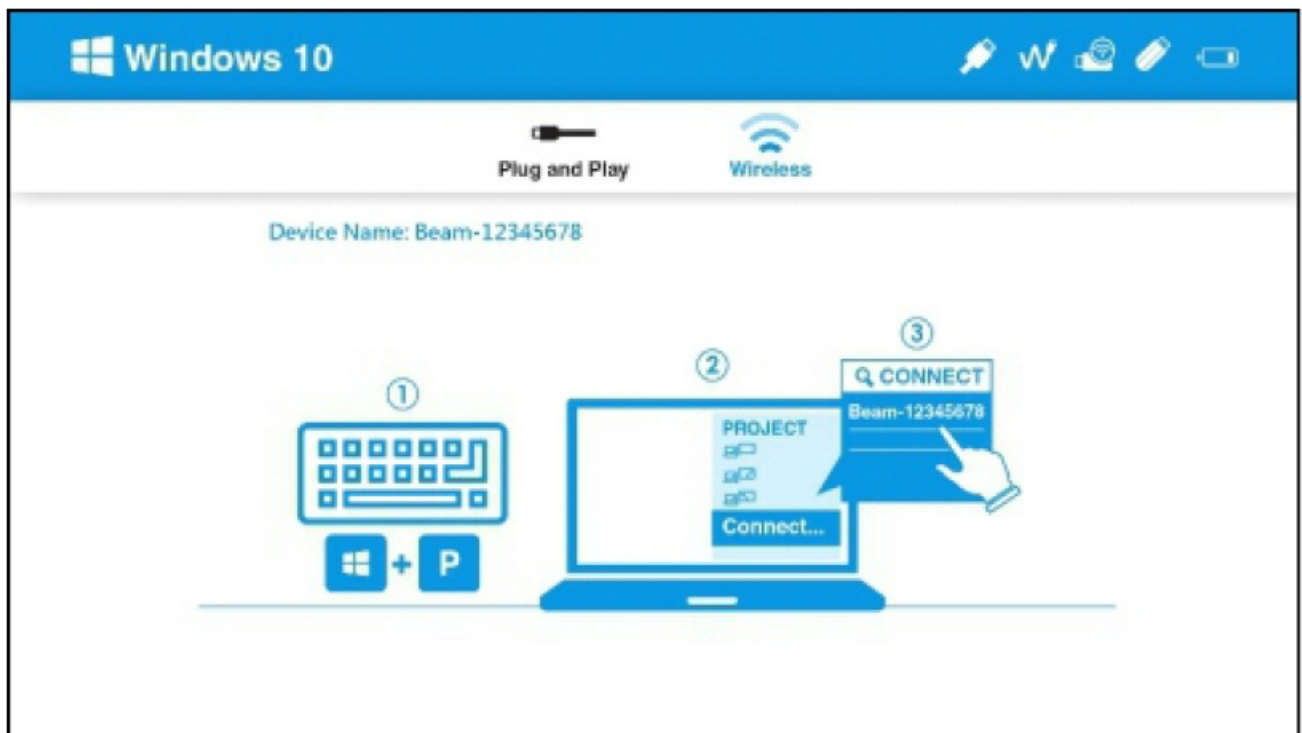 Windows 10
Plug and Play
Wireless
Device Name: Beam-12345678
①
②
③
PROJECT
Connect...
CONNECT
Beam-12345678
+ P